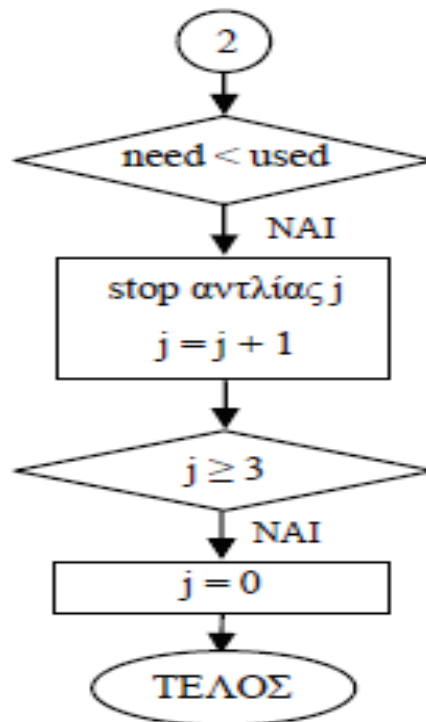 2
need < used
ΝΑΙ
stop αντλίας j
j = j + 1
j ≥ 3
ΝΑΙ
j = 0
ΤΕΛΟΣ